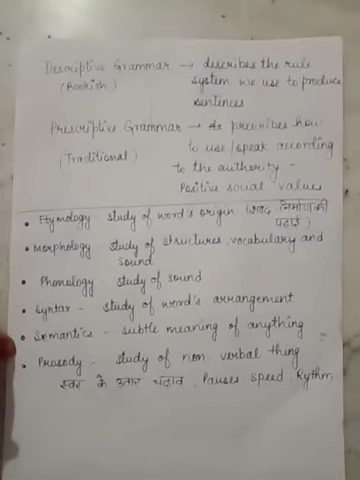 Descriptive Grammar → describes the rule
(Bookish) system we use to produce
sentences
Prescriptive Grammar → de prescribes how
to use/speak according
(Traditional) to the authority -
Positive social values
• Etymology - study of word's origin (शब्द निर्माण की
पढ़ाई)
• Morphology study of structures, vocabulary and
sound
• Phonology - study of sound
• Syntax - study of word's arrangement
• Semantics - subtle meaning of anything
• Prosody - study of non verbal thing
स्वर के उतार चढ़ाव, Pauses speed, Rythm